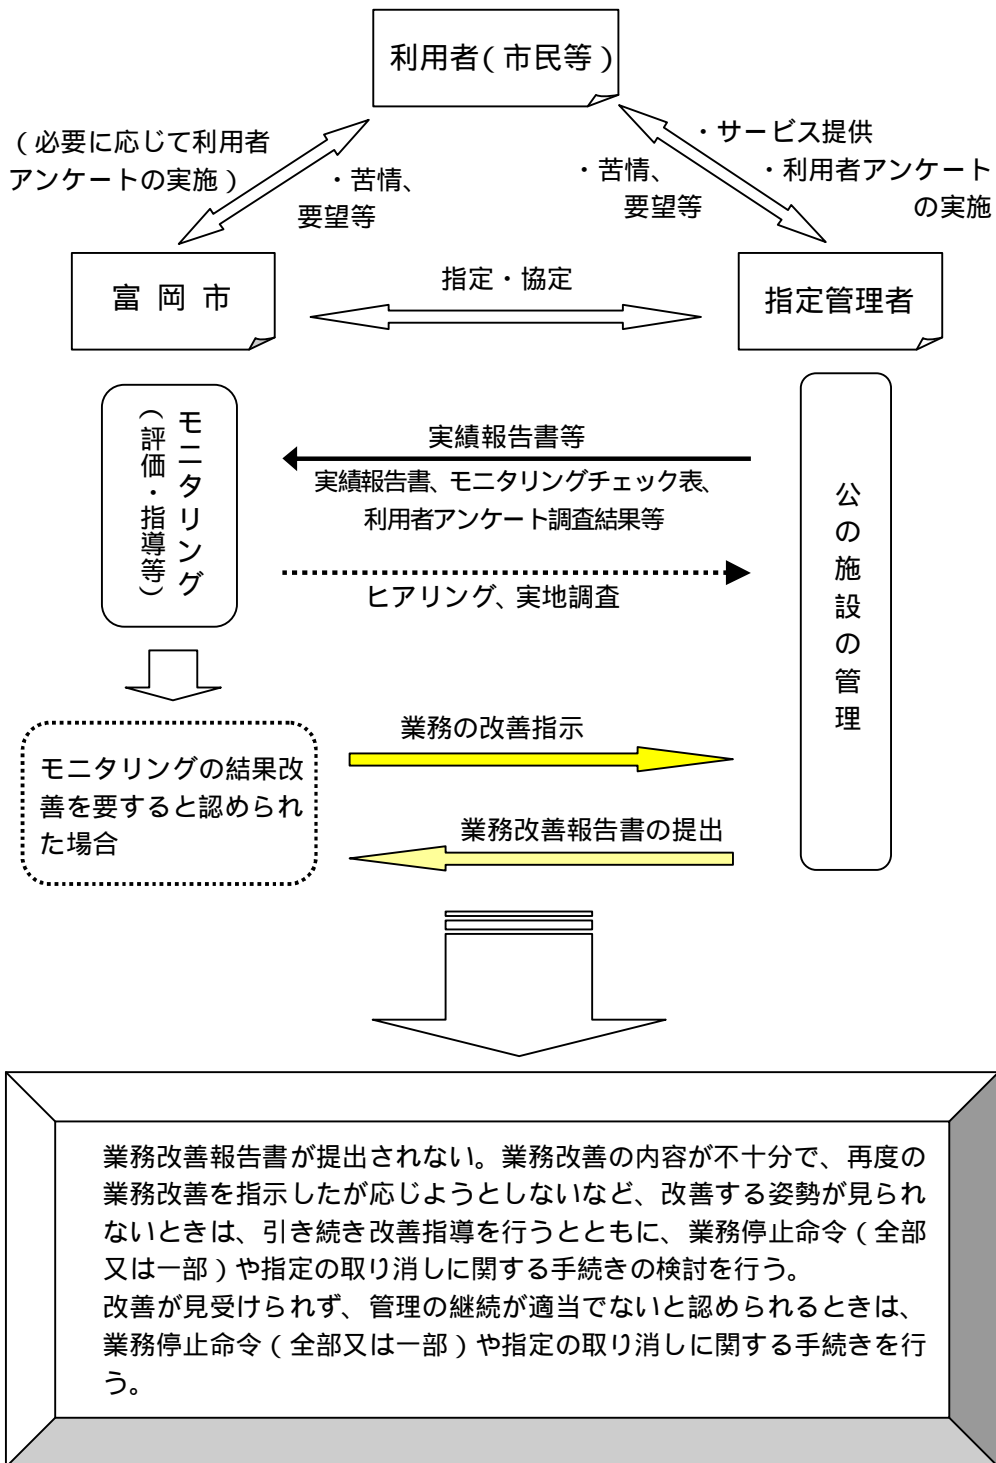 利用者(市民等)
(必要に応じて利用者
アンケートの実施)
・苦情、
要望等
・苦情、
要望等
・サービス提供
・利用者アンケート
の実施
富岡市
指定・協定
指定管理者
モニタリング
(評価・指導等)
実績報告書等
実績報告書、モニタリングチェック表、
利用者アンケート調査結果等
ヒアリング、実地調査
公の施設の管理
モニタリングの結果改
善を要すると認められ
た場合
業務の改善指示
業務改善報告書の提出
業務改善報告書が提出されない。業務改善の内容が不十分で、再度の
業務改善を指示したが応じようとしないなど、改善する姿勢が見られ
ないときは、引き続き改善指導を行うとともに、業務停止命令(全部
又は一部)や指定の取り消しに関する手続きの検討を行う。
改善が見受けられず、管理の継続が適当でないと認められるときは、
業務停止命令(全部又は一部)や指定の取り消しに関する手続きを行
う。